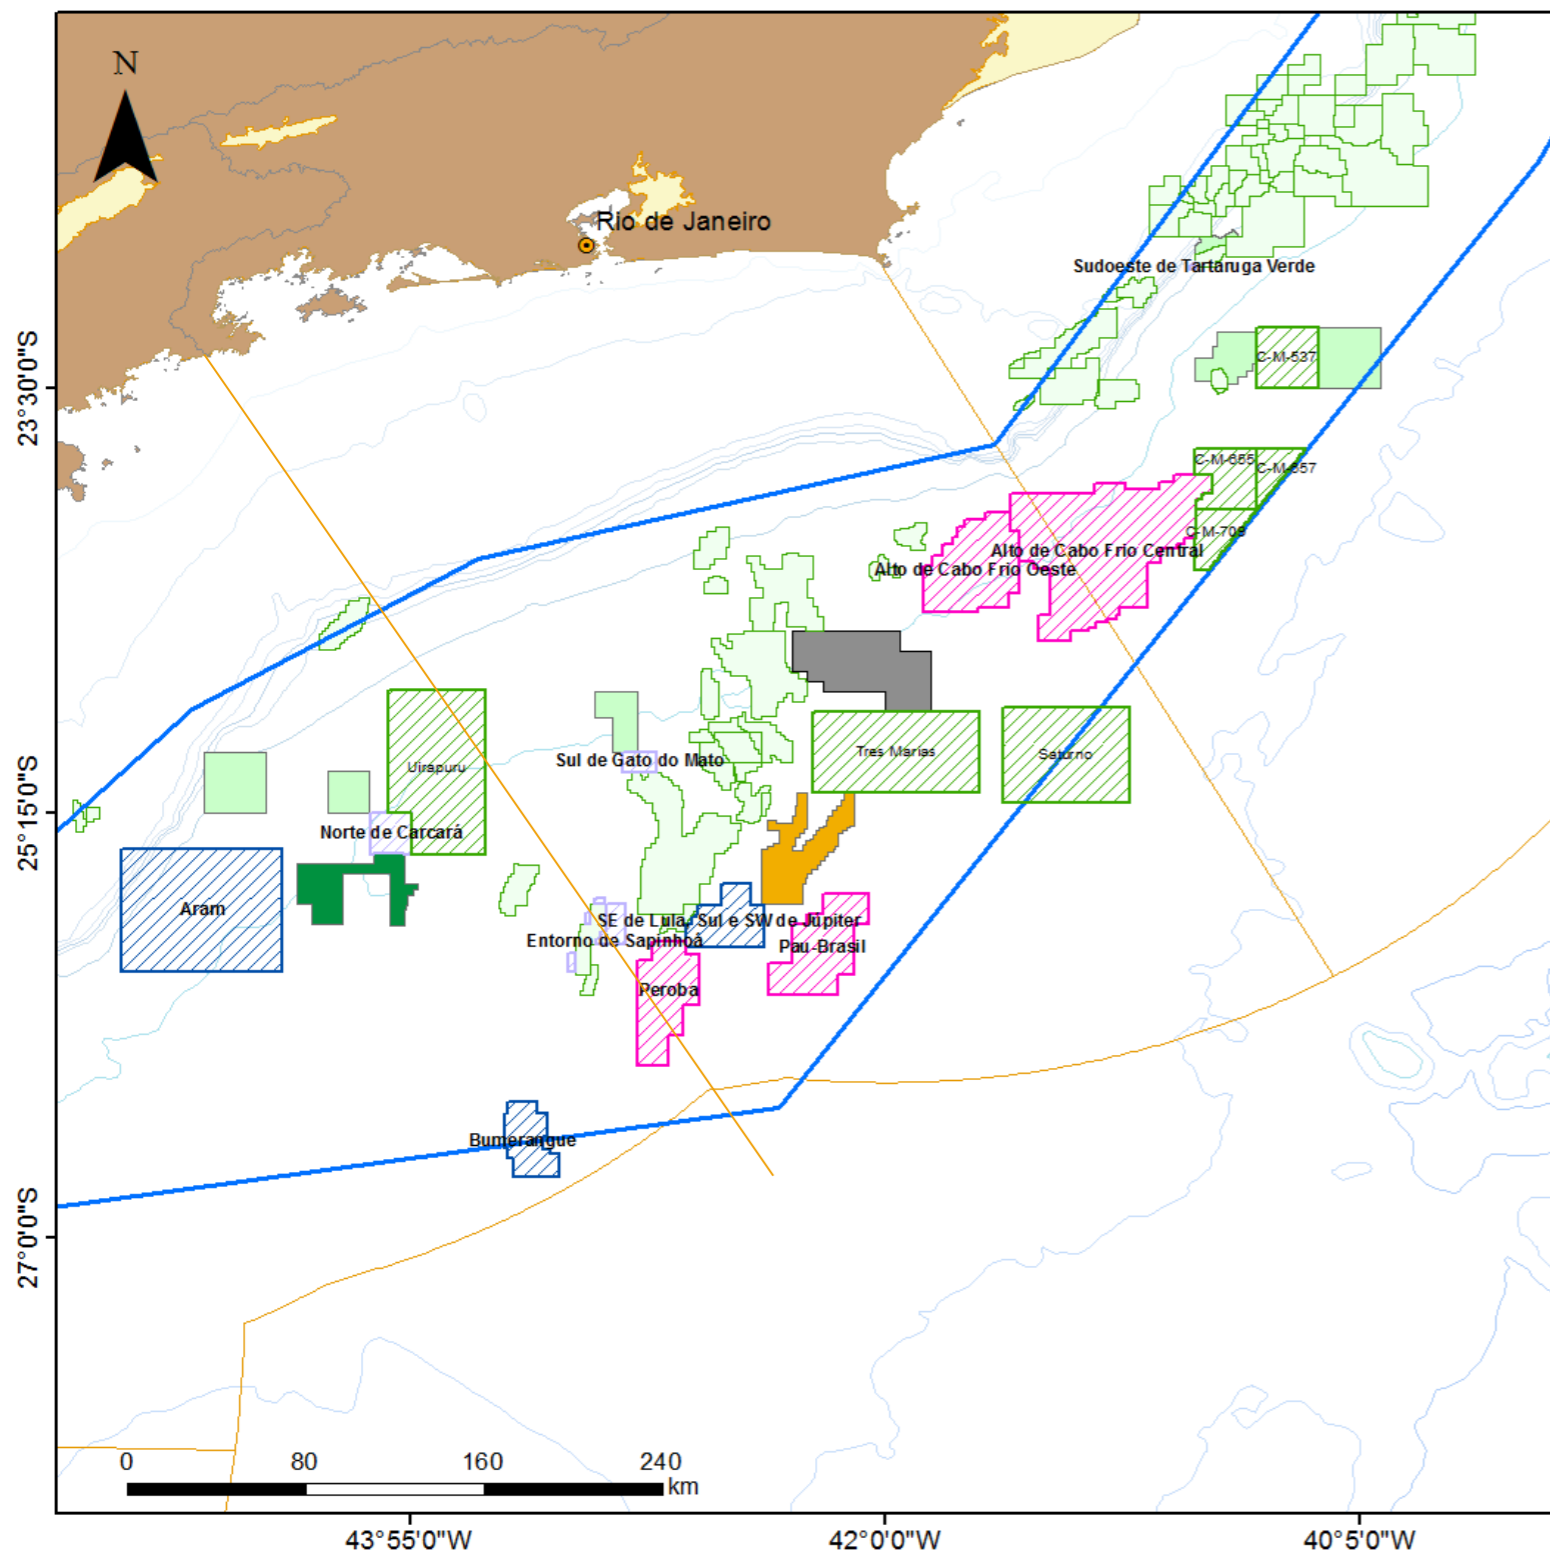 N
Rio de Janeiro
Sudoeste de Tartaruga Verde
C-M-537
23°30'0"S
C-M-655
C-M-657
C-M-709
Alto de Cabo Frio Central
Alto de Cabo Frio Oeste
Tres Marias
Saturno
Sul de Gato do Mato
Uirapuru
25°15'0"S
Norte de Carcará
Aram
SE de Lula, Sul e SW de Jupiter
Entorno de Sapinhoá
Pau-Brasil
Peroba
Bumerangue
27°0'0"S
0 80 160 240
km
43°55'0"W 42°0'0"W 40°5'0"W